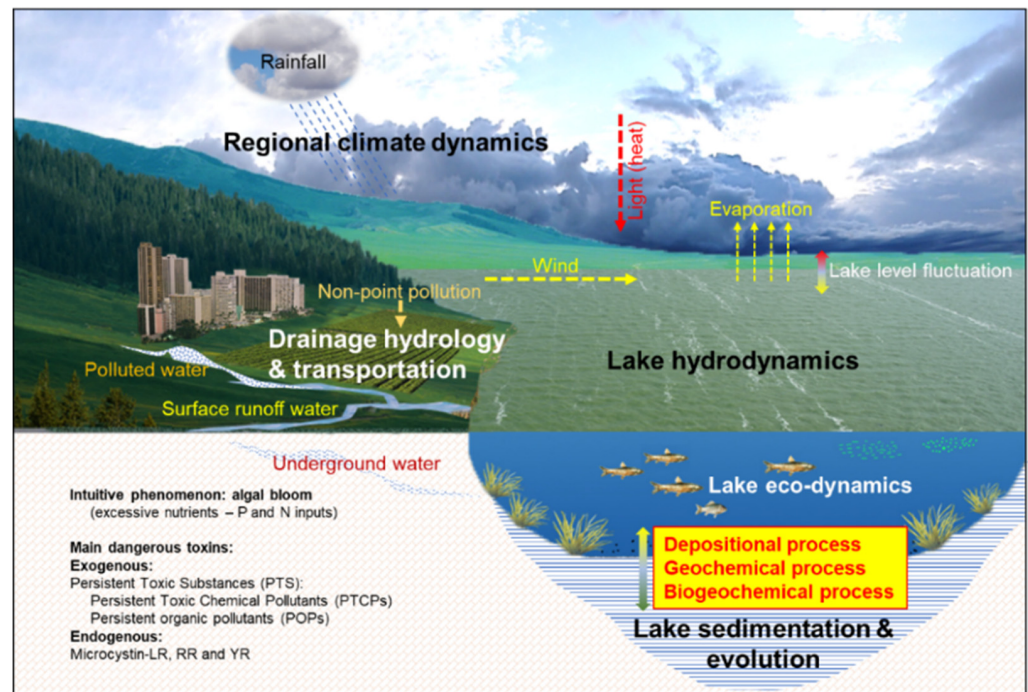 Rainfall
Regional climate dynamics
Light (heat)
Evaporation
Wind
Lake level fluctuation
Non-point pollution
Drainage hydrology
& transportation
Lake hydrodynamics
Polluted water
Surface runoff water
Underground water
Intuitive phenomenon: algal bloom
(excessive nutrients – P and N inputs)
Main dangerous toxins:
Exogenous:
Persistent Toxic Substances (PTS):
Persistent Toxic Chemical Pollutants (PTCPs)
Persistent organic pollutants (POPs)
Endogenous:
Microcystin-LR, RR and YR
Lake eco-dynamics
Depositional process
Geochemical process
Biogeochemical process
Lake sedimentation &
evolution